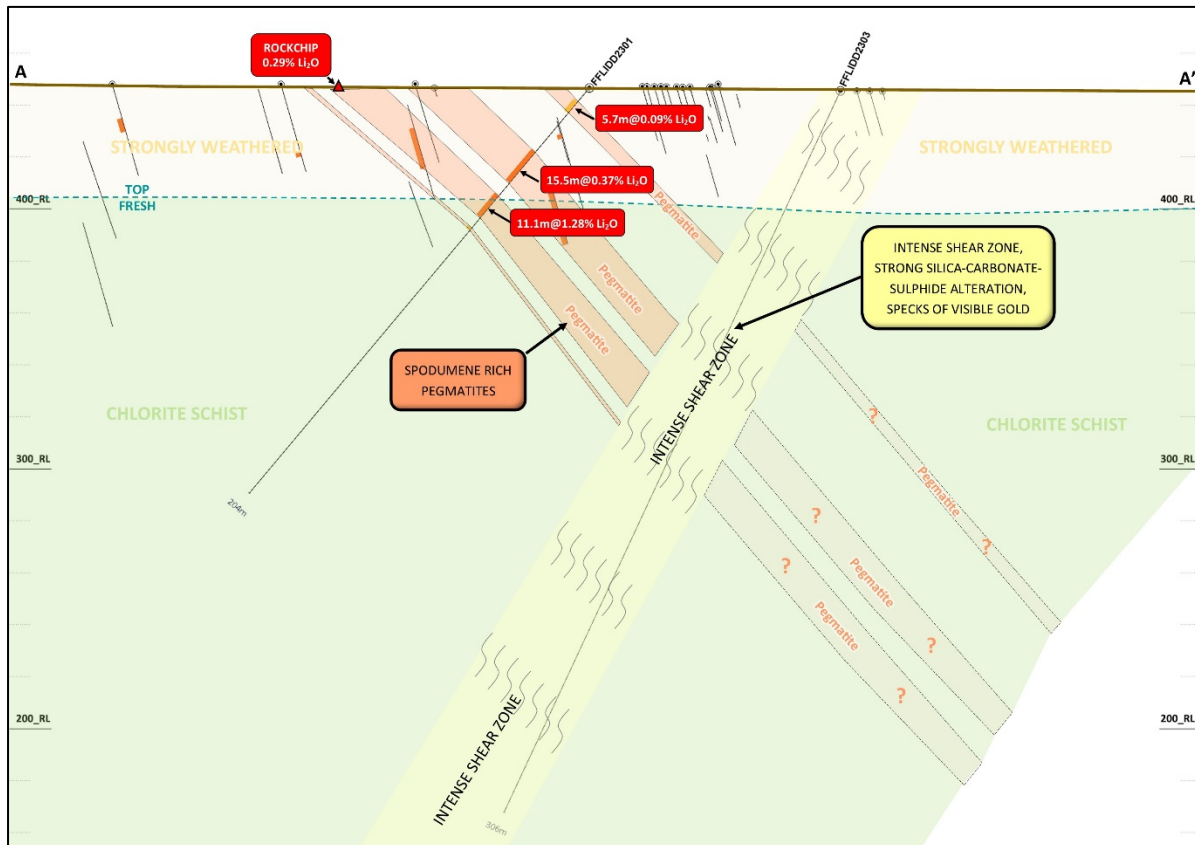 ROCKCHIP
0.29% Li₂O
FFLIDD2301
FFLIDD2303
A
A'
5.7m@0.09% Li₂O
STRONGLY WEATHERED
STRONGLY WEATHERED
15.5m@0.37% Li₂O
TOP
FRESH
400_RL
400_RL
11.1m@1.28% Li₂O
Pegmatite
INTENSE SHEAR ZONE,
STRONG SILICA-CARBONATE-
SULPHIDE ALTERATION,
SPECKS OF VISIBLE GOLD
Pegmatite
Pegmatite
SPODUMENE RICH
PEGMATITES
INTENSE SHEAR ZONE
CHLORITE SCHIST
CHLORITE SCHIST
?
300_RL
300_RL
Pegmatite
204m
?
?
?
Pegmatite
Pegmatite
?
?
200_RL
200_RL
INTENSE SHEAR ZONE
306m